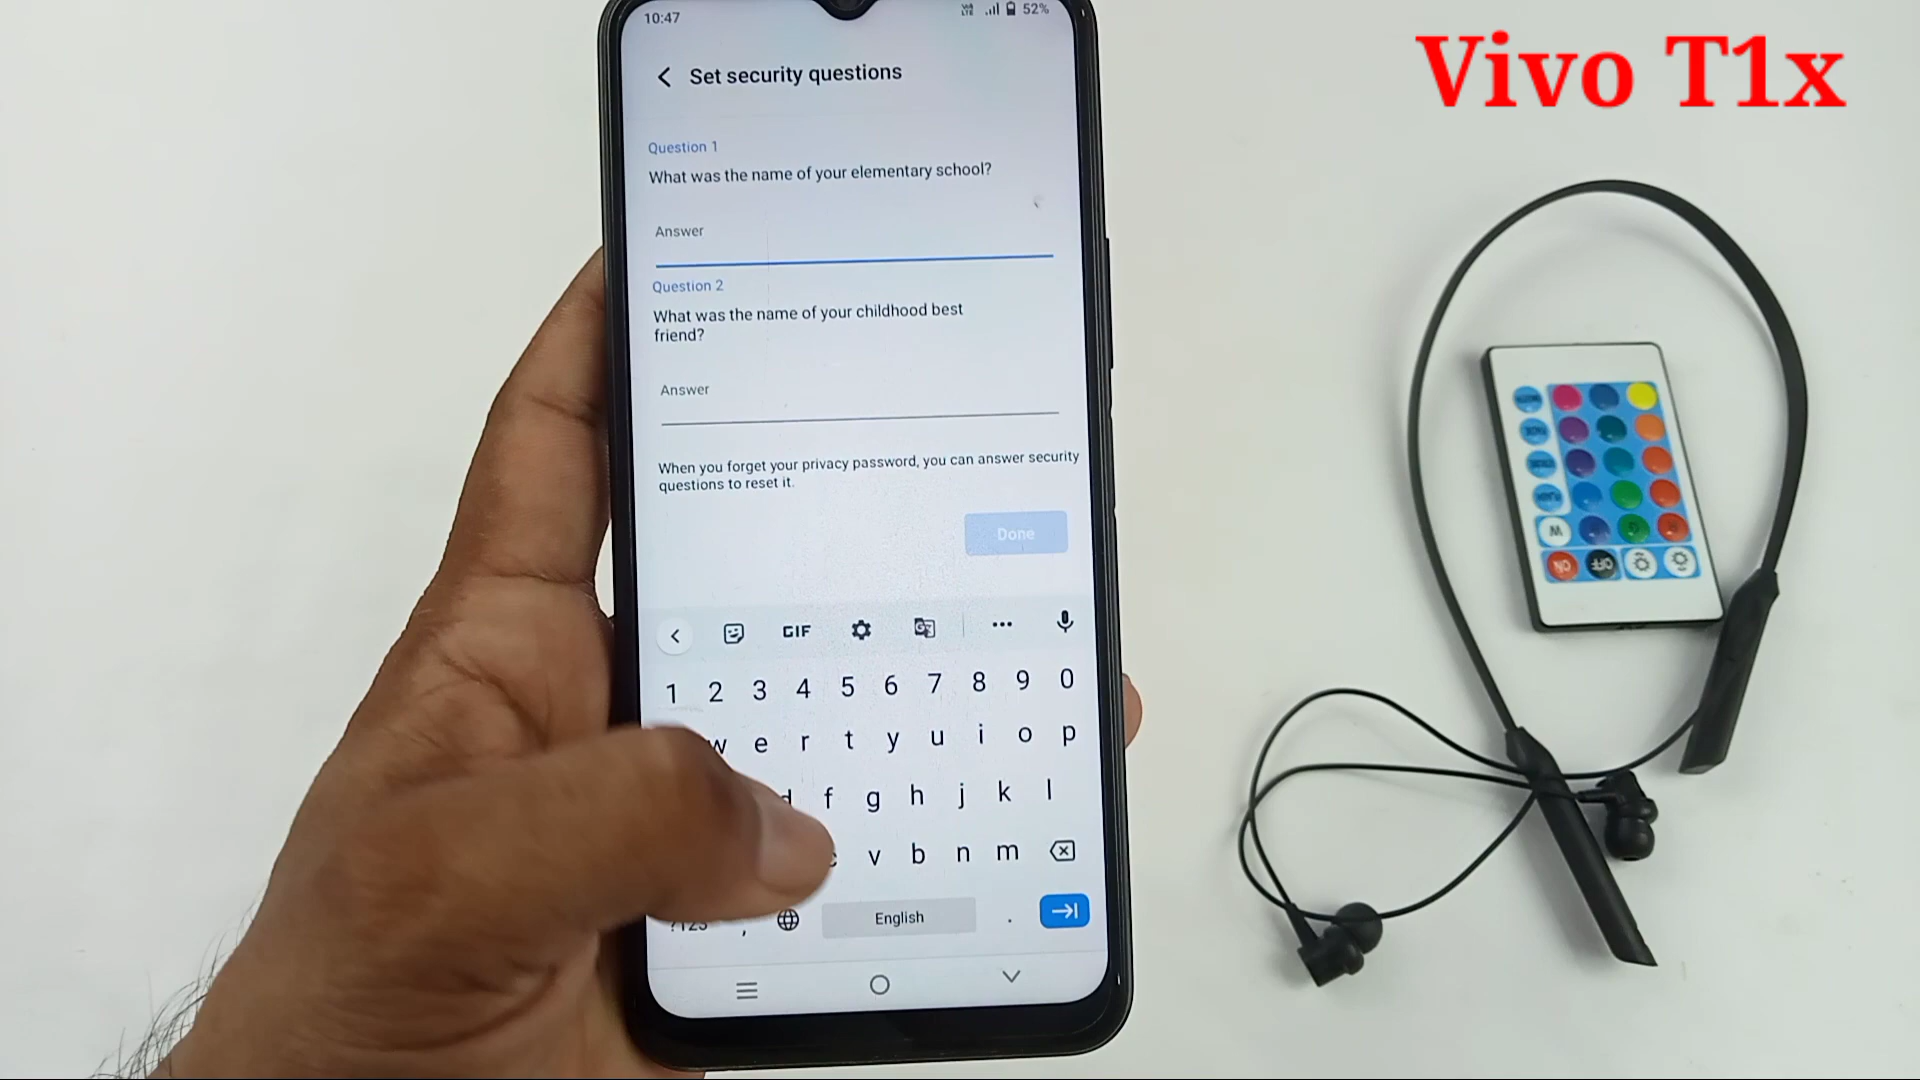 Vivo T1x
10:47
52%
Set security questions
Question 1
What was the name of your elementary school?
Answer
Question 2
What was the name of your childhood best
friend?
Answer
When you forget your privacy password, you can answer security
questions to reset it.
Done
GIF
1 2 3 4 5 6 7 8 9 0
w e r t y u i o p
d f g h j k l
c v b n m
?123 , English .
W
ON OFF